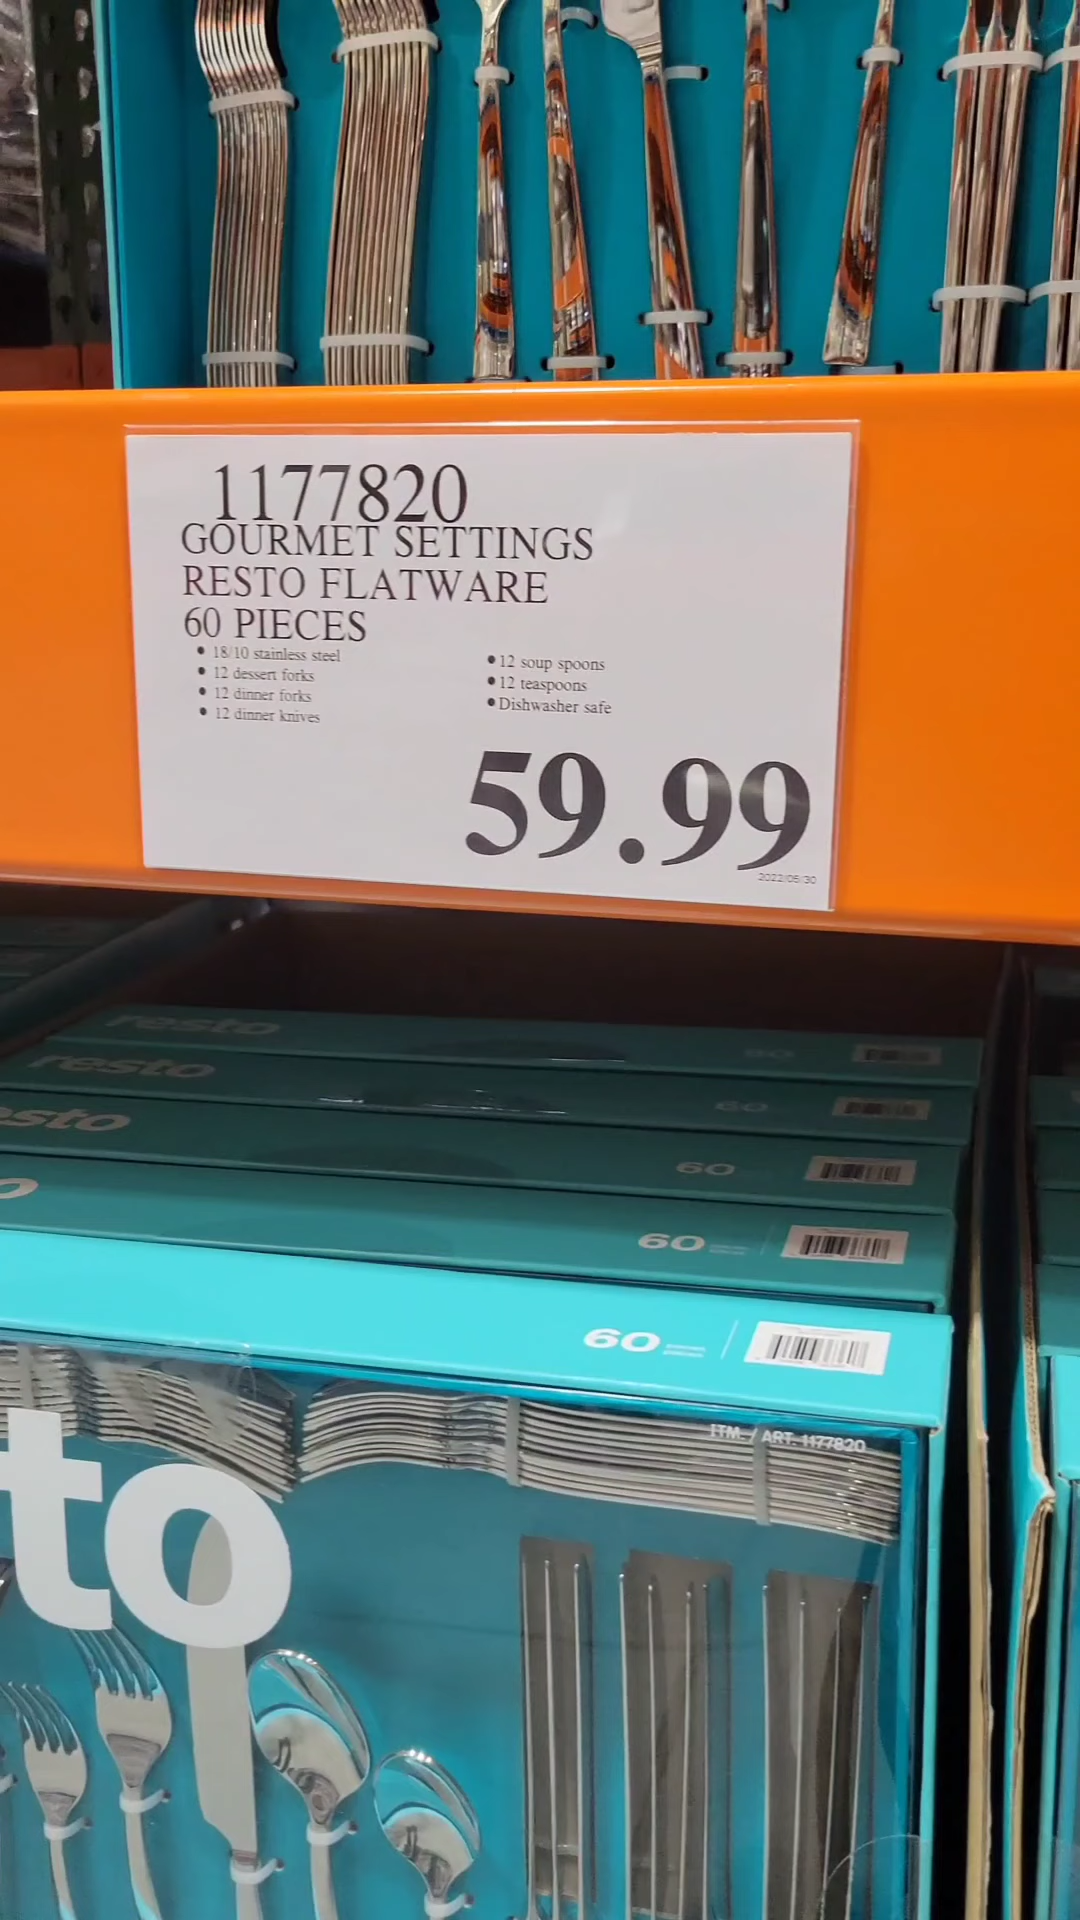 1177820
GOURMET SETTINGS
RESTO FLATWARE
60 PIECES
• 18/10 stainless steel
• 12 dessert forks
• 12 dinner forks
• 12 dinner knives
• 12 soup spoons
• 12 teaspoons
• Dishwasher safe
59.99
2022/05/30
resto
60
resto
60
esto
60
o
60
60
ITM. / ART. 1177820
to